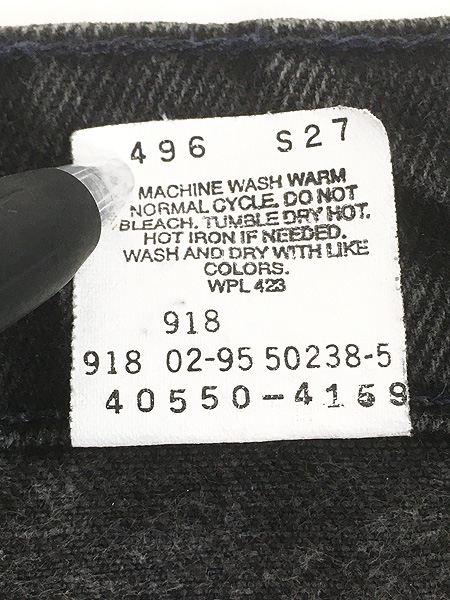 496 S27
MACHINE WASH WARM
NORMAL CYCLE. DO NOT
BLEACH. TUMBLE DRY HOT.
HOT IRON IF NEEDED.
WASH AND DRY WITH LIKE
COLORS.
WPL 423
918
918 02-95 50238-5
40550-4159